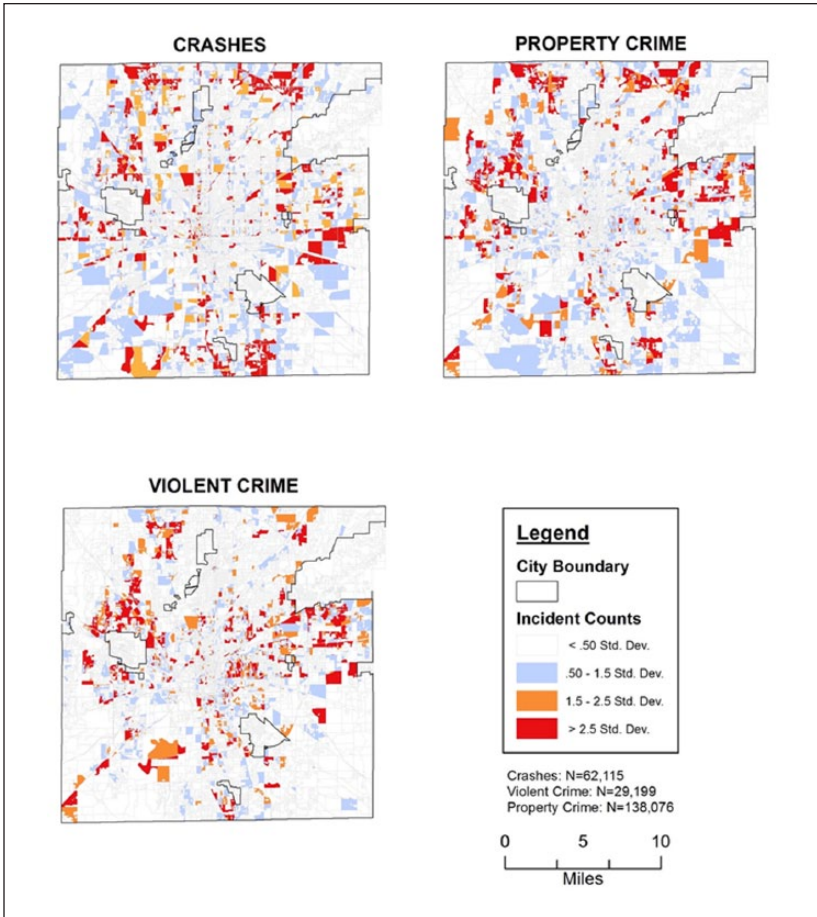 CRASHES
PROPERTY CRIME
VIOLENT CRIME
Legend
City Boundary
Incident Counts
< .50 Std. Dev.
.50 - 1.5 Std. Dev.
1.5 - 2.5 Std. Dev.
> 2.5 Std. Dev.
Crashes: N=62,115
Violent Crime: N=29,199
Property Crime: N=138,076
0 5 10
Miles